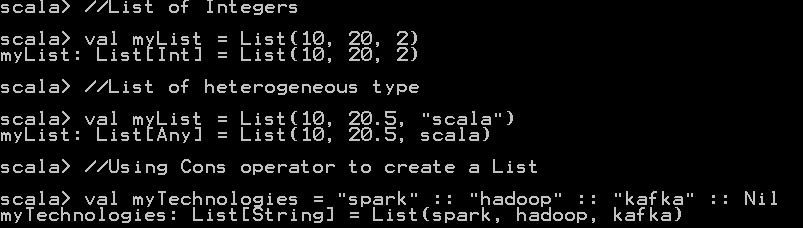 scala> //List of Integers
scala> val myList = List(10, 20, 2)
myList: List[Int] = List(10, 20, 2)
scala> //List of heterogeneous type
scala> val myList = List(10, 20.5, "scala")
myList: List[Any] = List(10, 20.5, scala)
scala> //Using Cons operator to create a List
scala> val myTechnologies = "spark" :: "hadoop" :: "kafka" :: Nil
myTechnologies: List[String] = List(spark, hadoop, kafka)